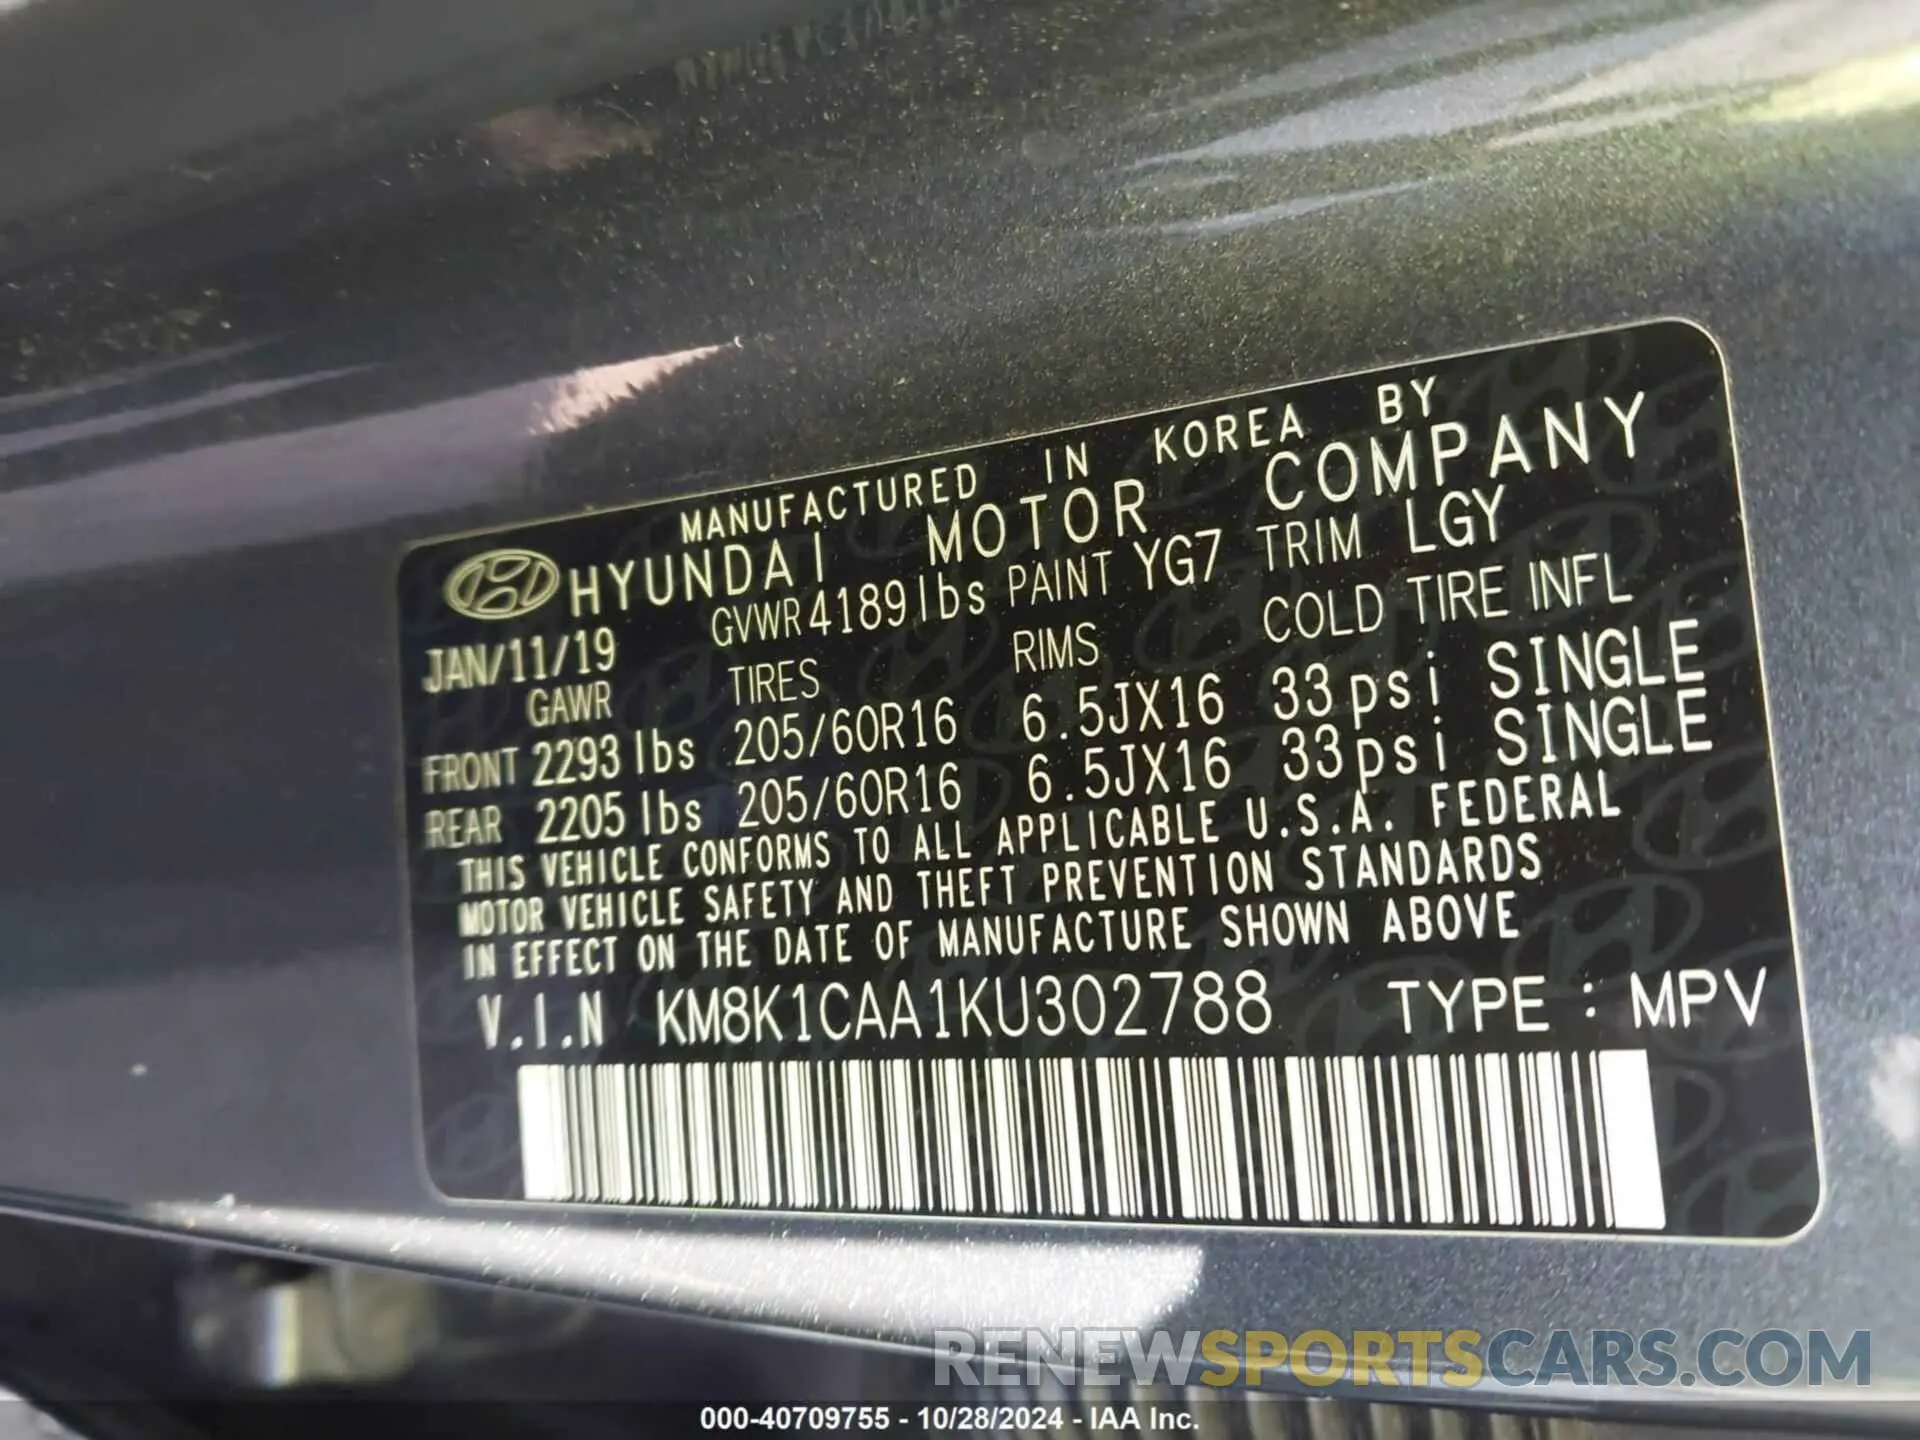 MANUFACTURED IN KOREA BY
HYUNDAI MOTOR COMPANY
JAN/11/19 GVWR 4189lbs PAINT YG7 TRIM LGY
GAWR TIRES RIMS COLD TIRE INFL
FRONT 2293 lbs 205/60R16 6.5JX16 33psi SINGLE
REAR 2205 lbs 205/60R16 6.5JX16 33psi SINGLE
THIS VEHICLE CONFORMS TO ALL APPLICABLE U.S.A. FEDERAL
MOTOR VEHICLE SAFETY AND THEFT PREVENTION STANDARDS
IN EFFECT ON THE DATE OF MANUFACTURE SHOWN ABOVE
V.I.N KM8K1CAA1KU302788 TYPE : MPV
RENEWSPORTSCARS.COM
000-40709755 - 10/28/2024 - IAA Inc.